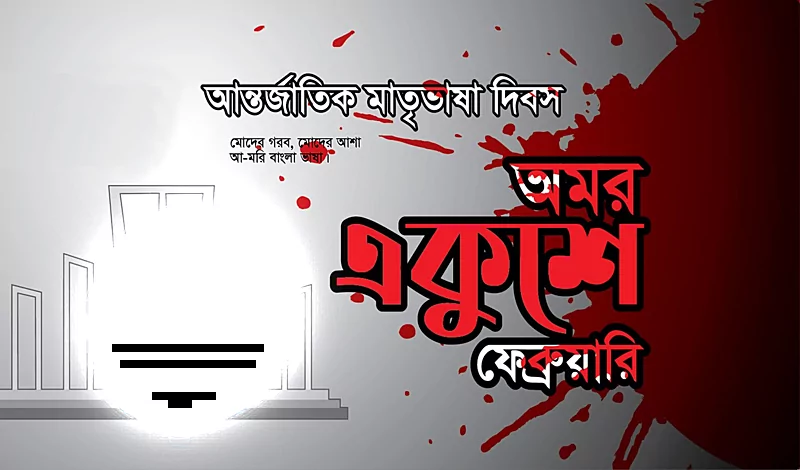 আন্তর্জাতিক মাতৃভাষা দিবস
মোদের গরব, মোদের আশা
আ-মরি বাংলা ভাষা।
অমর
একুশে
ফেব্রুয়ারি